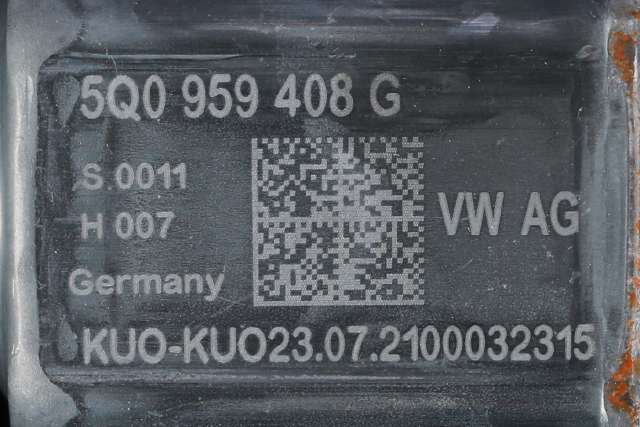 5Q0 959 408 G
S.0011
H 007
VW AG
Germany
KUO-KUO23.07.2100032315